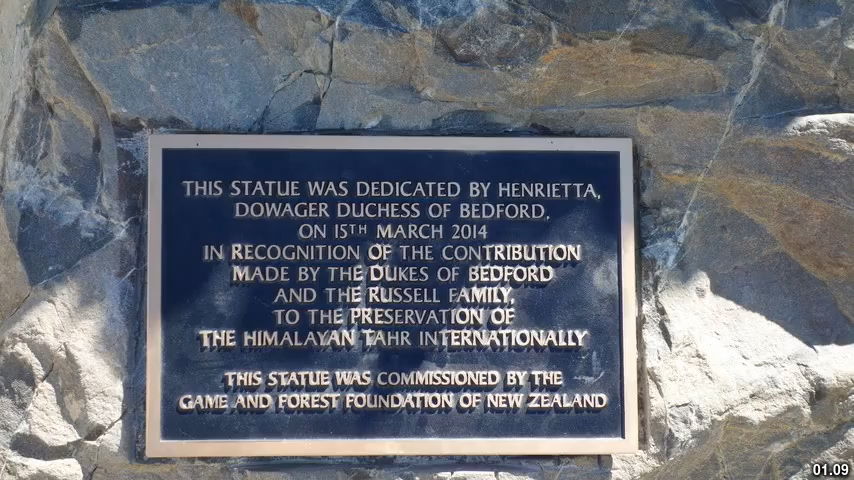 THIS STATUE WAS DEDICATED BY HENRIETTA,
DOWAGER DUCHESS OF BEDFORD,
ON 15TH MARCH 2014
IN RECOGNITION OF THE CONTRIBUTION
MADE BY THE DUKES OF BEDFORD
AND THE RUSSELL FAMILY,
TO THE PRESERVATION OF
THE HIMALAYAN TAHR INTERNATIONALLY
THIS STATUE WAS COMMISSIONED BY THE
GAME AND FOREST FOUNDATION OF NEW ZEALAND
01.09